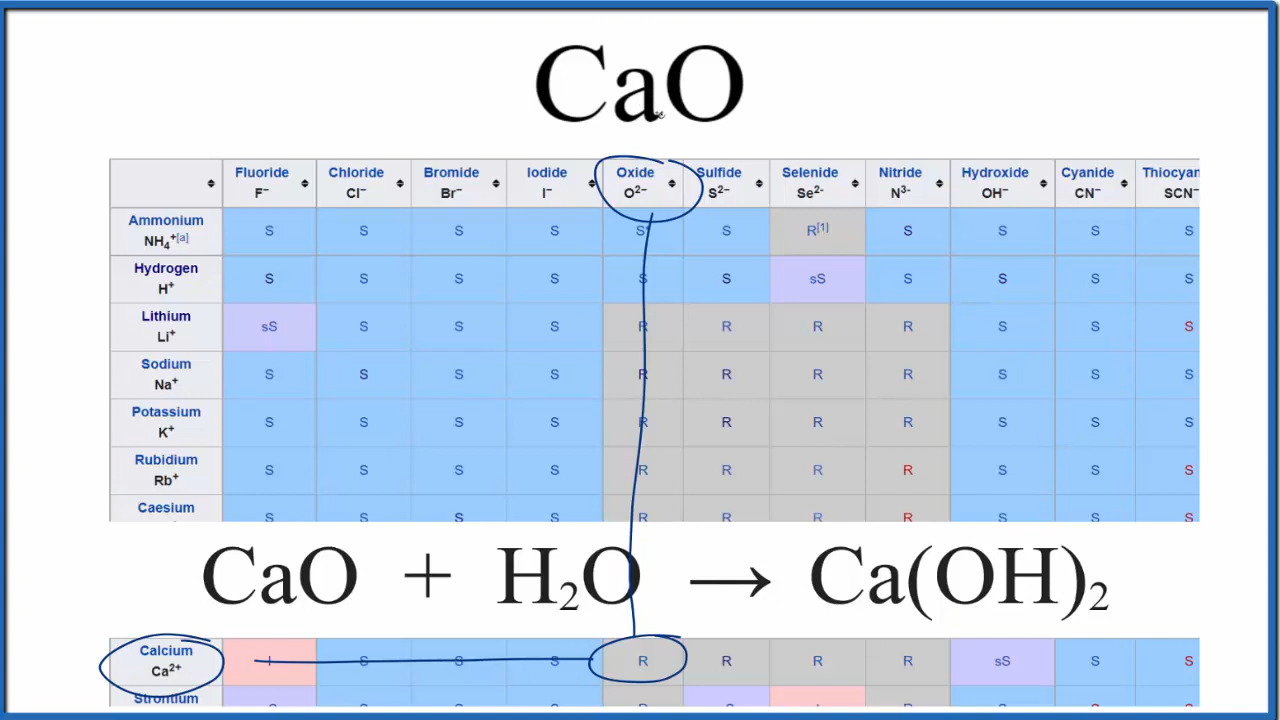 CaO
Fluoride Chloride Bromide Iodide Oxide Sulfide Selenide Nitride Hydroxide Cyanide Thiocyan
F⁻ Cl⁻ Br⁻ I⁻ O²⁻ S²⁻ Se²⁻ N³⁻ OH⁻ CN⁻ SCN⁻
Ammonium
NH₄⁺[a] S S S S S* S R[1] S S S S
Hydrogen
H⁺ S S S S S S sS S S S S
Lithium
Li⁺ sS S S S R R R R S S S
Sodium
Na⁺ S S S S R R R R S S S
Potassium
K⁺ S S S S R R R R S S S
Rubidium
Rb⁺ S S S S R R R R S S S
Caesium
S S S S R R R R S S S
CaO + H₂O → Ca(OH)₂
Calcium
Ca²⁺ I S S S R R R R sS S S
Strontium